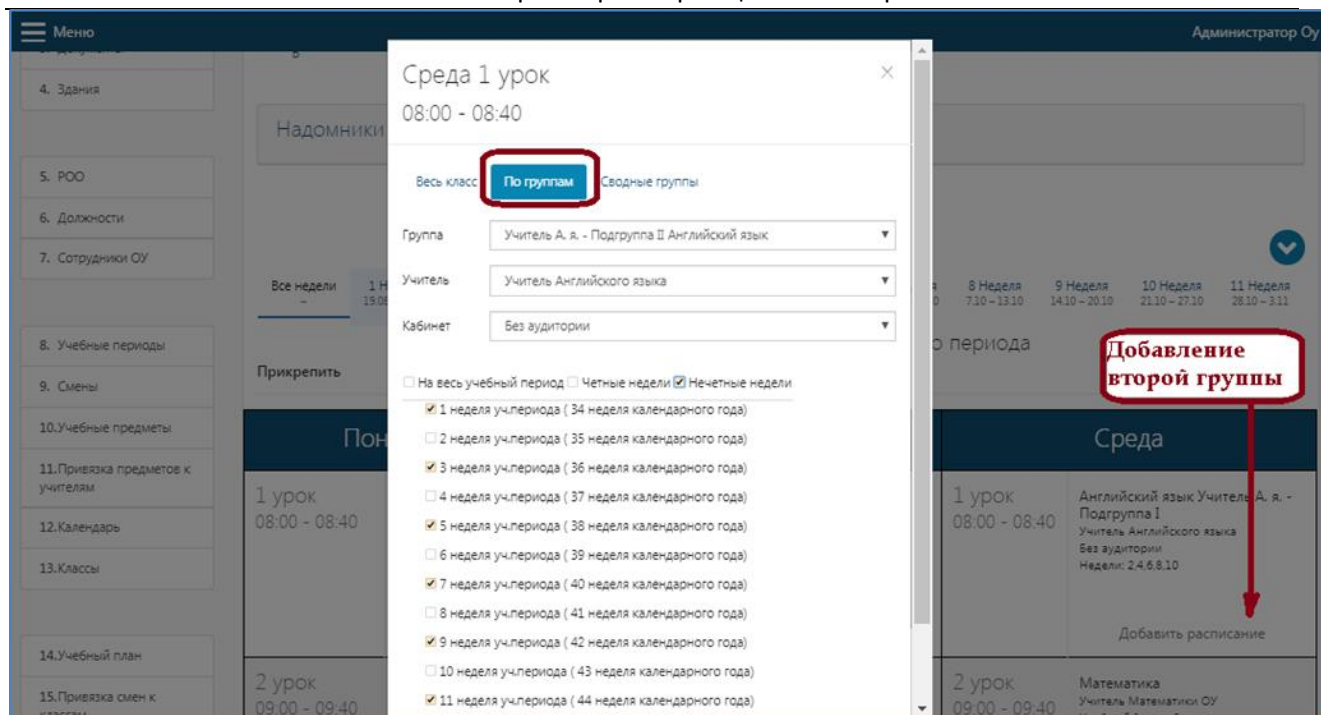 Меню
Администратор Оу
4. Здания
5. РОО
6. Должности
7. Сотрудники ОУ
8. Учебные периоды
9. Смены
10.Учебные предметы
11.Привязка предметов к
учителям
12.Календарь
13.Классы
14.Учебный план
15.Привязка смен к
Надомники
Все недели
–
1 Н
19.08
8 Неделя
7.10 – 13.10
9 Неделя
14.10 – 20.10
10 Неделя
21.10 – 27.10
11 Неделя
28.10 – 3.11
о периода
Прикрепить
Пон
1 урок
08:00 - 08:40
2 урок
09:00 - 09:40
Среда 1 урок
×
08:00 - 08:40
Весь класс
По группам
Сводные группы
Группа
Учитель А. я. - Подгруппа II Английский язык
Учитель
Учитель Английского языка
Кабинет
Без аудитории
На весь учебный период
Четные недели
Нечетные недели
1 неделя уч.периода ( 34 неделя календарного года)
2 неделя уч.периода ( 35 неделя календарного года)
3 неделя уч.периода ( 36 неделя календарного года)
4 неделя уч.периода ( 37 неделя календарного года)
5 неделя уч.периода ( 38 неделя календарного года)
6 неделя уч.периода ( 39 неделя календарного года)
7 неделя уч.периода ( 40 неделя календарного года)
8 неделя уч.периода ( 41 неделя календарного года)
9 неделя уч.периода ( 42 неделя календарного года)
10 неделя уч.периода ( 43 неделя календарного года)
11 неделя уч.периода ( 44 неделя календарного года)
Добавление
второй группы
Среда
1 урок
08:00 - 08:40
Английский язык Учитель А. я. -
Подгруппа I
Учитель Английского языка
Без аудитории
Недели: 2,4,6,8,10
Добавить расписание
2 урок
09:00 - 09:40
Математика
Учитель Математики ОУ